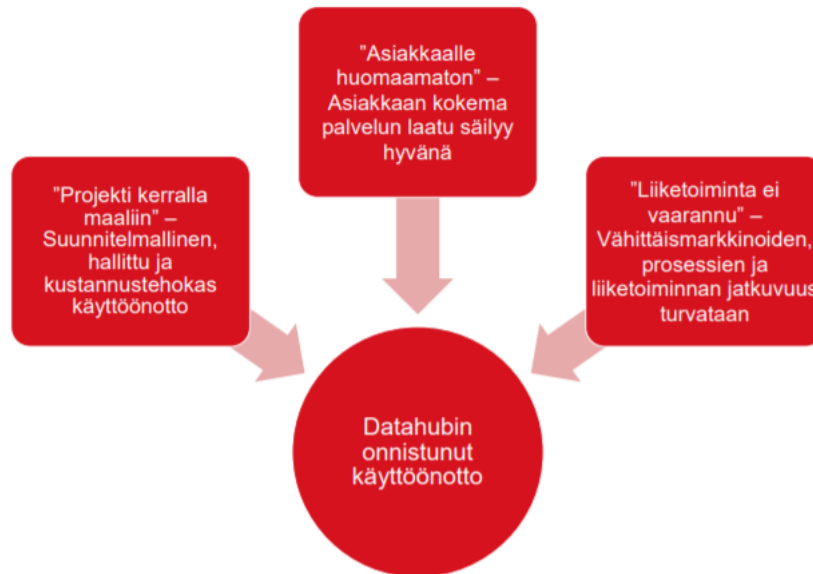 ”Asiakkaalle
huomaamaton” –
Asiakkaan kokema
palvelun laatu säilyy
hyvänä
”Projekti kerralla
maaliin” –
Suunnitelmallinen,
hallittu ja
kustannustehokas
käyttöönotto
”Liiketoiminta ei
vaarannu” –
Vähittäismarkkinoiden,
prosessien ja
liiketoiminnan jatkuvuus
turvataan
Datahubin
onnistunut
käyttöönotto